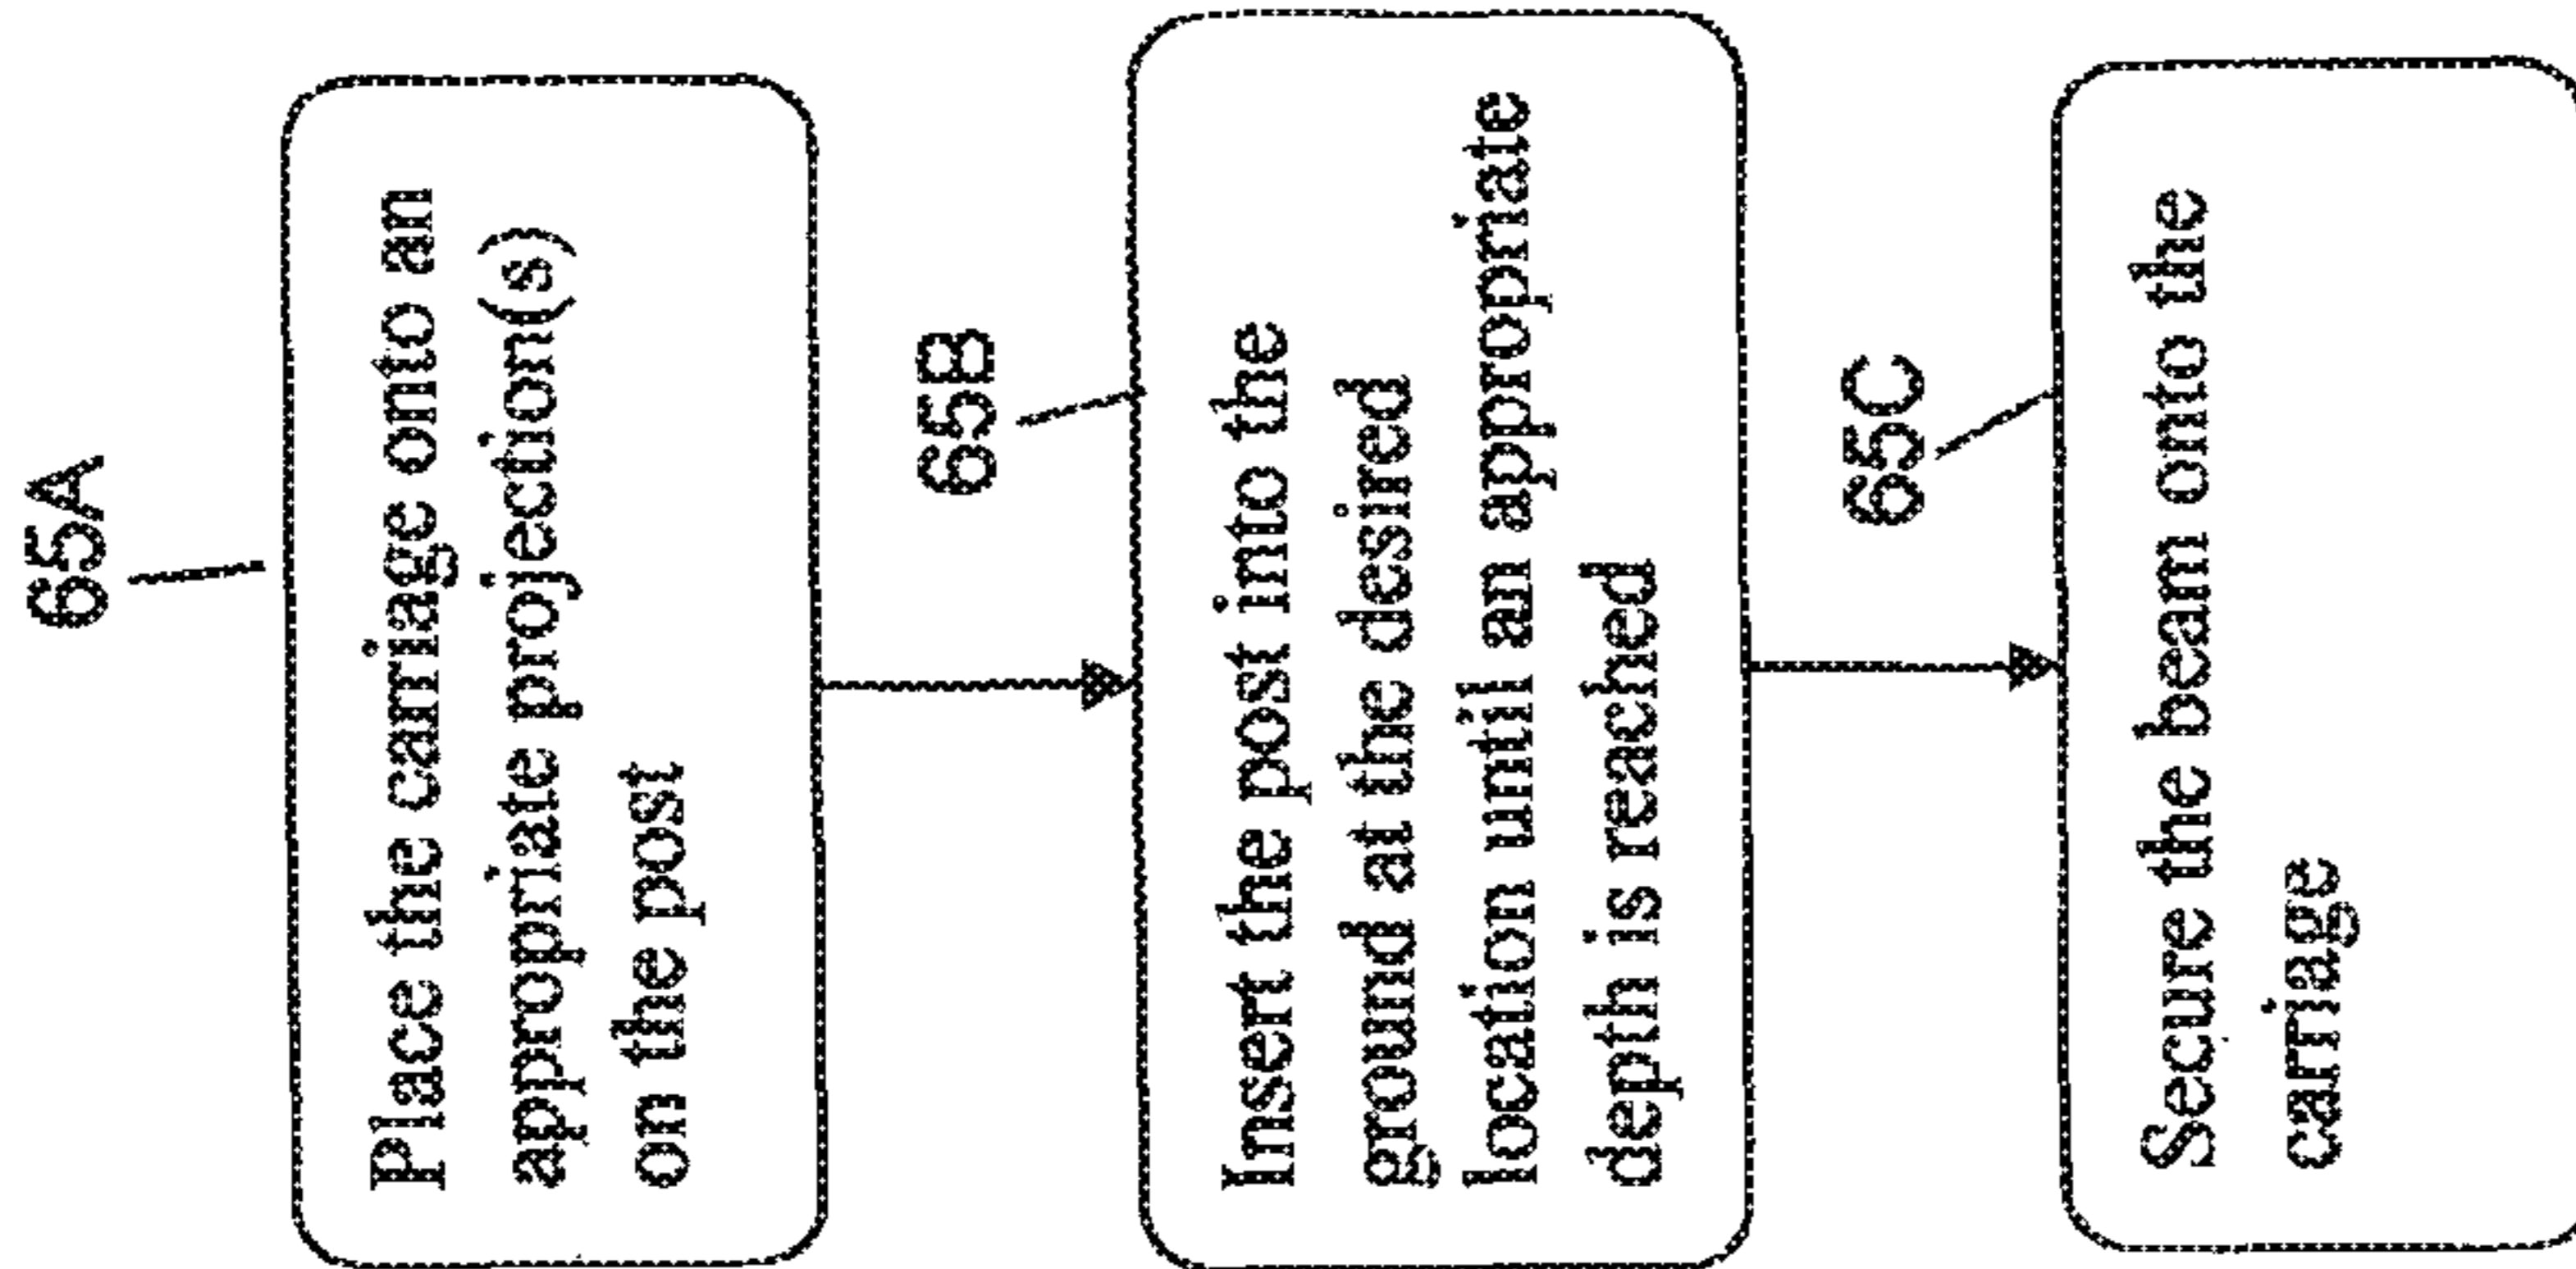 65A
Place the carriage onto an
appropriate projection(s)
on the post
65B
Insert the post into the
ground at the desired
location until an appropriate
depth is reached
65C
Secure the beam onto the
carriage